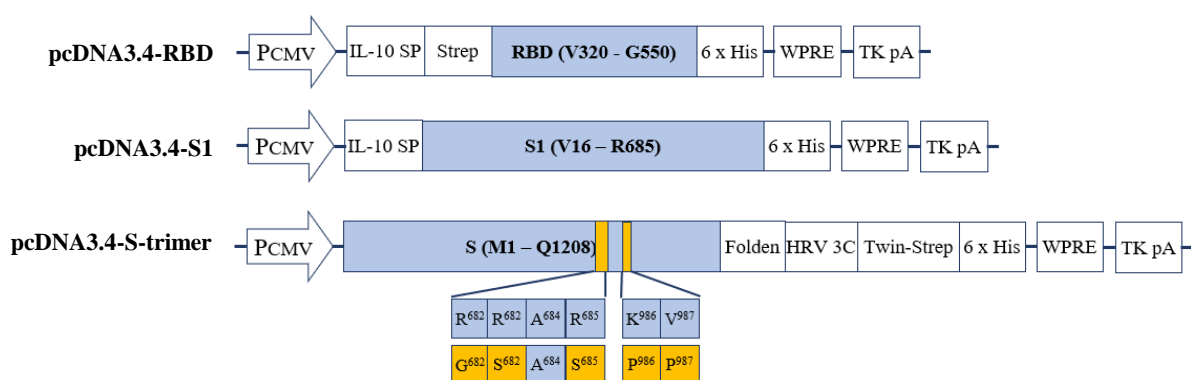 pcDNA3.4-RBD PCMV IL-10 SP Strep RBD (V320 - G550) 6 x His WPRE TK pA
pcDNA3.4-S1 PCMV IL-10 SP S1 (V16 – R685) 6 x His WPRE TK pA
pcDNA3.4-S-trimer PCMV S (M1 – Q1208) Folden HRV 3C Twin-Strep 6 x His WPRE TK pA
R⁶⁸² R⁶⁸² A⁶⁸⁴ R⁶⁸⁵ K⁹⁸⁶ V⁹⁸⁷
G⁶⁸² S⁶⁸² A⁶⁸⁴ S⁶⁸⁵ P⁹⁸⁶ P⁹⁸⁷